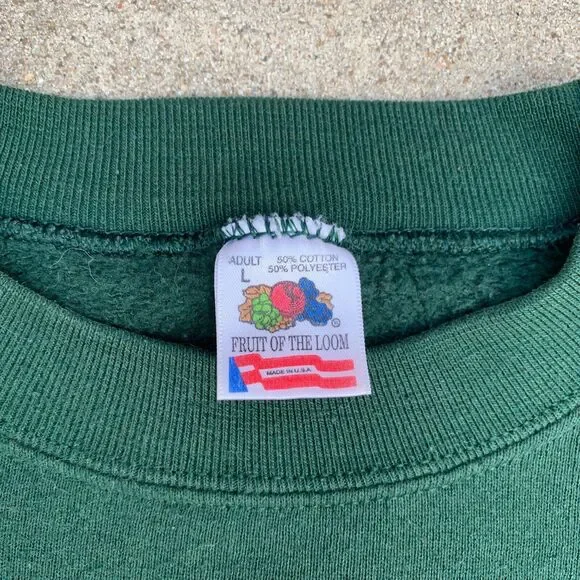 ADULT 50% COTTON
L 50% POLYESTER
®
FRUIT OF THE LOOM
MADE IN U.S.A.